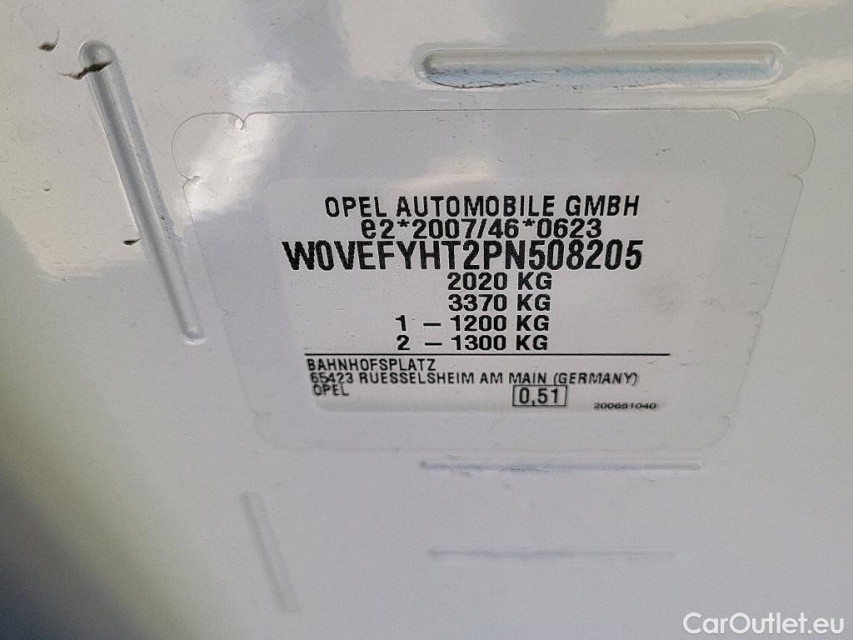 OPEL AUTOMOBILE GMBH
e2*2007/46*0623
W0VEFYHT2PN508205
2020 KG
3370 KG
1 – 1200 KG
2 – 1300 KG
BAHNHOFSPLATZ
65423 RUESSELSHEIM AM MAIN (GERMANY)
OPEL
0,51
200651040
CarOutlet.eu